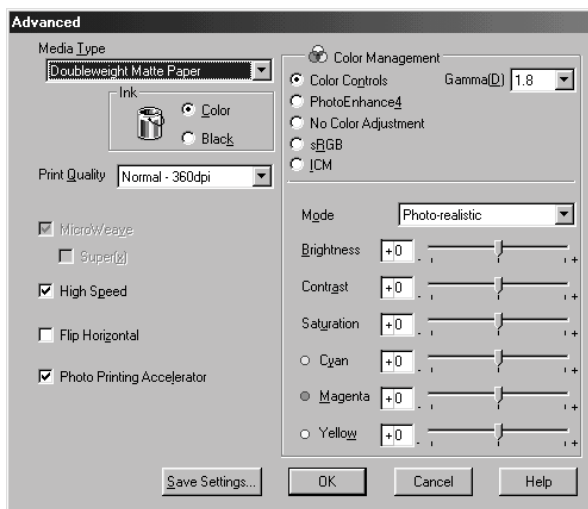 Advanced
Media Type
Doubleweight Matte Paper
Ink
Color
Black
Print Quality
Normal - 360dpi
MicroWeave
Super(x)
High Speed
Flip Horizontal
Photo Printing Accelerator
Color Management
Color Controls
Gamma(D)
1.8
PhotoEnhance4
No Color Adjustment
sRGB
ICM
Mode
Photo-realistic
Brightness
+0
- +
Contrast
+0
- +
Saturation
+0
- +
Cyan
+0
- +
Magenta
+0
- +
Yellow
+0
- +
Save Settings...
OK
Cancel
Help